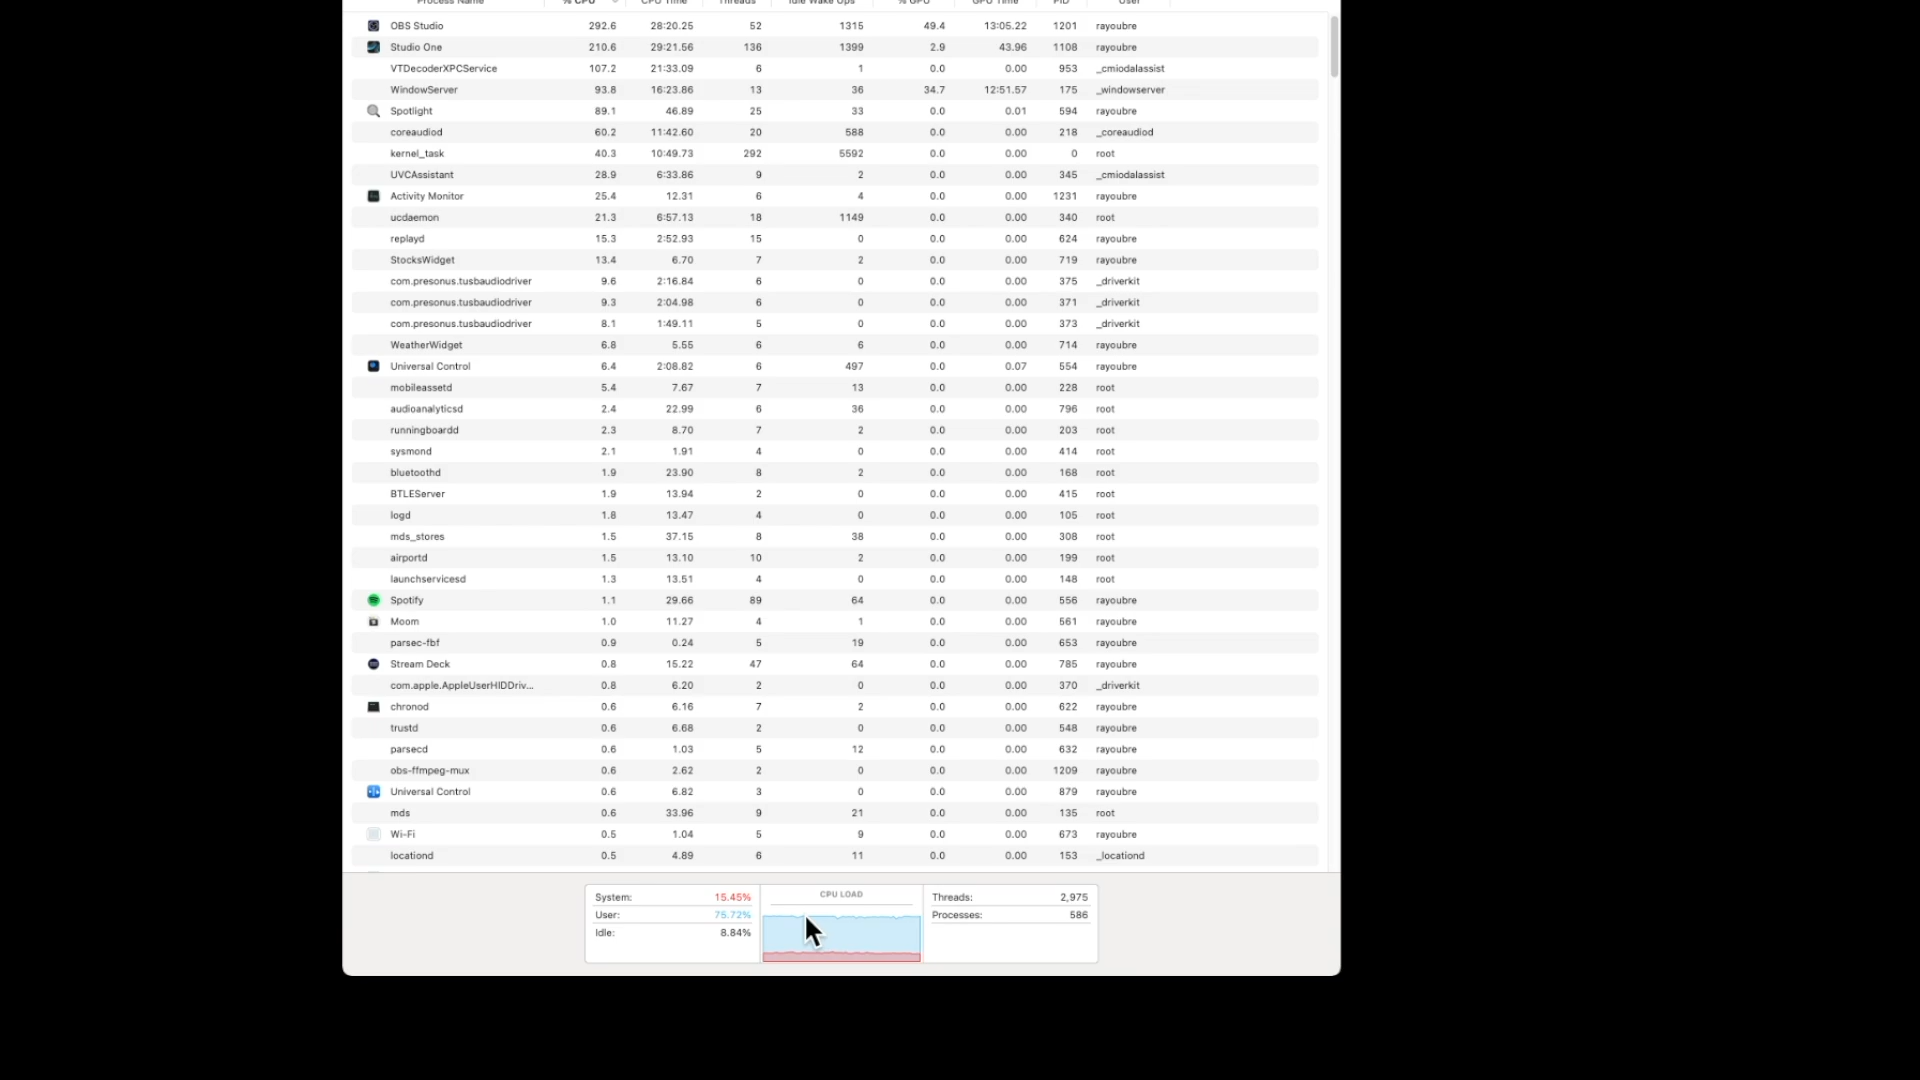 Process Name % CPU CPU Time Threads Idle Wake Ups % GPU GPU Time PID User
OBS Studio 292.6 28:20.25 52 1315 49.4 13:05.22 1201 rayoubre
Studio One 210.6 29:21.56 136 1399 2.9 43.96 1108 rayoubre
VTDecoderXPCService 107.2 21:33.09 6 1 0.0 0.00 953 _cmiodalassist
WindowServer 93.8 16:23.86 13 36 34.7 12:51.57 175 _windowserver
Spotlight 89.1 46.89 25 33 0.0 0.01 594 rayoubre
coreaudiod 60.2 11:42.60 20 588 0.0 0.00 218 _coreaudiod
kernel_task 40.3 10:49.73 292 5592 0.0 0.00 0 root
UVCAssistant 28.9 6:33.86 9 2 0.0 0.00 345 _cmiodalassist
Activity Monitor 25.4 12.31 6 4 0.0 0.00 1231 rayoubre
ucdaemon 21.3 6:57.13 18 1149 0.0 0.00 340 root
replayd 15.3 2:52.93 15 0 0.0 0.00 624 rayoubre
StocksWidget 13.4 6.70 7 2 0.0 0.00 719 rayoubre
com.presonus.tusbaudiodriver 9.6 2:16.84 6 0 0.0 0.00 375 _driverkit
com.presonus.tusbaudiodriver 9.3 2:04.98 6 0 0.0 0.00 371 _driverkit
com.presonus.tusbaudiodriver 8.1 1:49.11 5 0 0.0 0.00 373 _driverkit
WeatherWidget 6.8 5.55 6 6 0.0 0.00 714 rayoubre
Universal Control 6.4 2:08.82 6 497 0.0 0.07 554 rayoubre
mobileassetd 5.4 7.67 7 13 0.0 0.00 228 root
audioanalyticsd 2.4 22.99 6 36 0.0 0.00 796 root
runningboardd 2.3 8.70 7 2 0.0 0.00 203 root
sysmond 2.1 1.91 4 0 0.0 0.00 414 root
bluetoothd 1.9 23.90 8 2 0.0 0.00 168 root
BTLEServer 1.9 13.94 2 0 0.0 0.00 415 root
logd 1.8 13.47 4 0 0.0 0.00 105 root
mds_stores 1.5 37.15 8 38 0.0 0.00 308 root
airportd 1.5 13.10 10 2 0.0 0.00 199 root
launchservicesd 1.3 13.51 4 0 0.0 0.00 148 root
Spotify 1.1 29.66 89 64 0.0 0.00 556 rayoubre
Moom 1.0 11.27 4 1 0.0 0.00 561 rayoubre
parsec-fbf 0.9 0.24 5 19 0.0 0.00 653 rayoubre
Stream Deck 0.8 15.22 47 64 0.0 0.00 785 rayoubre
com.apple.AppleUserHIDDriv... 0.8 6.20 2 0 0.0 0.00 370 _driverkit
chronod 0.6 6.16 7 2 0.0 0.00 622 rayoubre
trustd 0.6 6.68 2 0 0.0 0.00 548 rayoubre
parsecd 0.6 1.03 5 12 0.0 0.00 632 rayoubre
obs-ffmpeg-mux 0.6 2.62 2 0 0.0 0.00 1209 rayoubre
Universal Control 0.6 6.82 3 0 0.0 0.00 879 rayoubre
mds 0.6 33.96 9 21 0.0 0.00 135 root
Wi-Fi 0.5 1.04 5 9 0.0 0.00 673 rayoubre
locationd 0.5 4.89 6 11 0.0 0.00 153 _locationd
System: 15.45% CPU LOAD Threads: 2,975
User: 75.72% Processes: 586
Idle: 8.84%